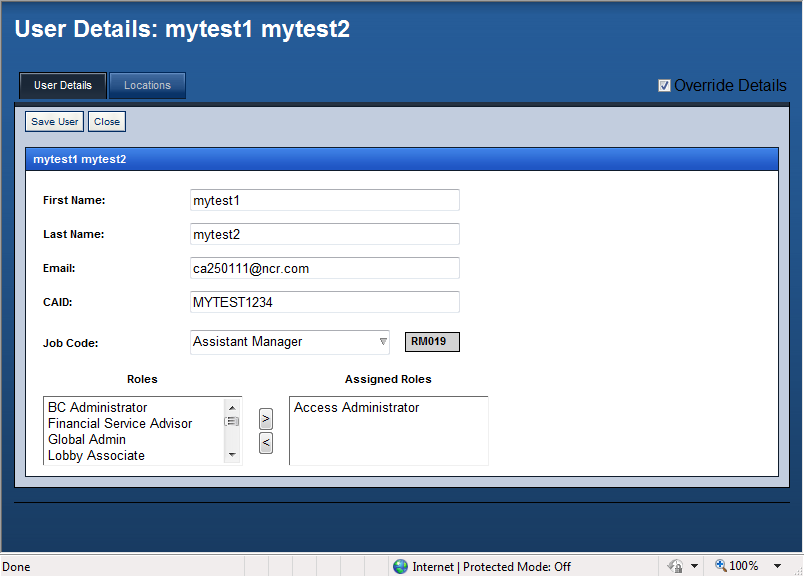 User Details: mytest1 mytest2
User Details Locations Override Details
Save User Close
mytest1 mytest2
First Name: mytest1
Last Name: mytest2
Email: ca250111@ncr.com
CAID: MYTEST1234
Job Code: Assistant Manager RM019
Roles Assigned Roles
BC Administrator Access Administrator
Financial Service Advisor
Global Admin
Lobby Associate
>
<
Done Internet | Protected Mode: Off 100%